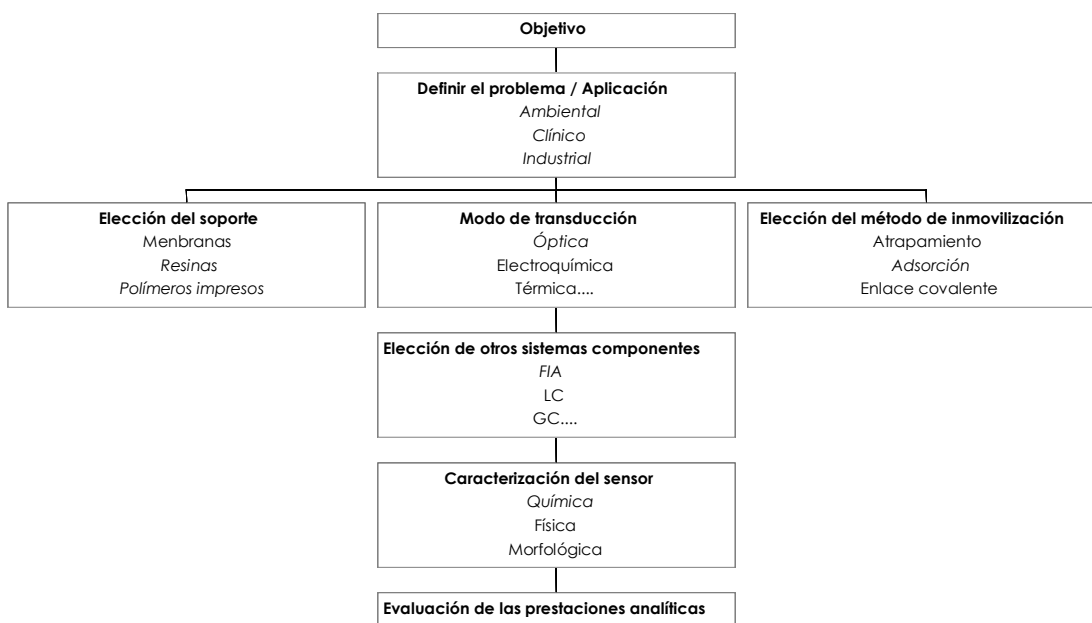 Objetivo
Definir el problema / Aplicación
Ambiental
Clínico
Industrial
Elección del soporte
Menbranas
Resinas
Polímeros impresos
Modo de transducción
Óptica
Electroquímica
Térmica....
Elección del método de inmovilización
Atrapamiento
Adsorción
Enlace covalente
Elección de otros sistemas componentes
FIA
LC
GC....
Caracterización del sensor
Química
Física
Morfológica
Evaluación de las prestaciones analíticas